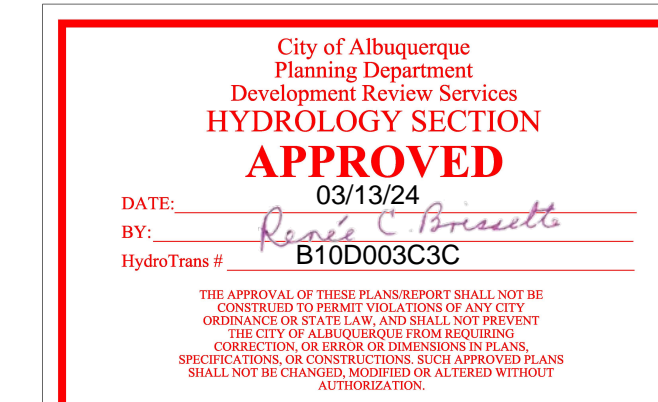 City of Albuquerque
Planning Department
Development Review Services
HYDROLOGY SECTION
APPROVED
DATE: 03/13/24
BY: Renée C. Brissette
HydroTrans # B10D003C3C
THE APPROVAL OF THESE PLANS/REPORT SHALL NOT BE
CONSTRUED TO PERMIT VIOLATIONS OF ANY CITY
ORDINANCE OR STATE LAW, AND SHALL NOT PREVENT
THE CITY OF ALBUQUERQUE FROM REQUIRING
CORRECTION, OR ERROR OR DIMENSIONS IN PLANS,
SPECIFICATIONS, OR CONSTRUCTIONS. SUCH APPROVED PLANS
SHALL NOT BE CHANGED, MODIFIED OR ALTERED WITHOUT
AUTHORIZATION.